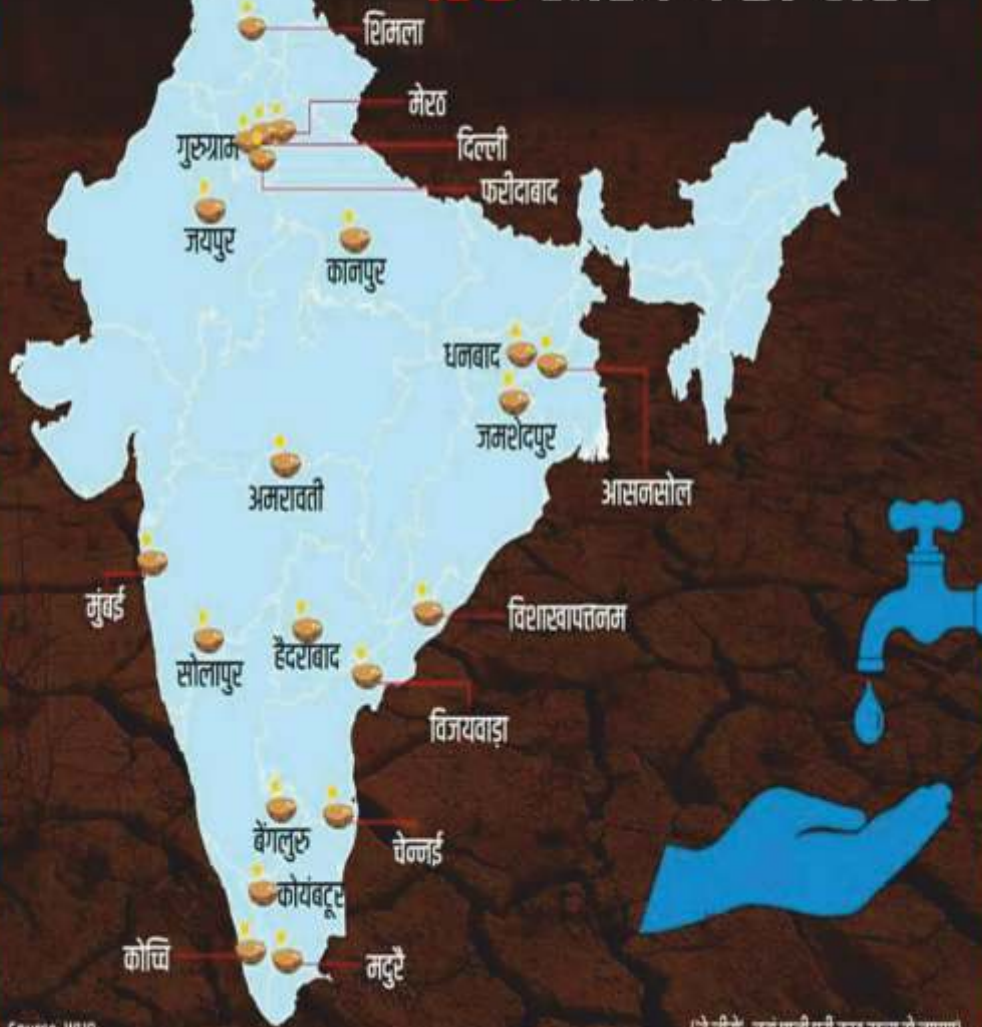 शिमला
मेरठ
गुरुग्राम
दिल्ली
फरीदाबाद
जयपुर
कानपुर
धनबाद
जमशेदपुर
अमरावती
आसनसोल
मुंबई
विशाखापत्तनम
सोलापुर
हैदराबाद
विजयवाड़ा
बेंगलुरु
चेन्नई
कोयंबटूर
कोच्चि
मदुरै